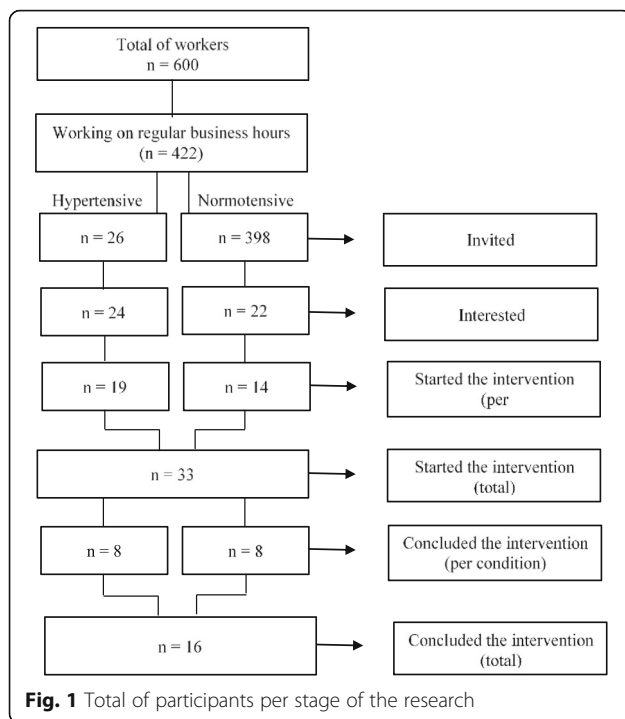 Total of workers
n = 600
Working on regular business hours
(n = 422)
Hypertensive Normotensive
n = 26 n = 398 Invited
n = 24 n = 22 Interested
n = 19 n = 14 Started the intervention
(per
n = 33 Started the intervention
(total)
n = 8 n = 8 Concluded the intervention
(per condition)
n = 16 Concluded the intervention
(total)
Fig. 1 Total of participants per stage of the research